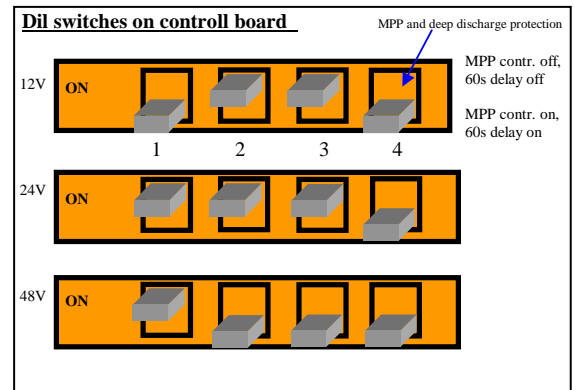 Dil switches on controll board
MPP and deep discharge protection
12V
ON
MPP contr. off,
60s delay off
MPP contr. on,
60s delay on
1 2 3 4
24V
ON
48V
ON